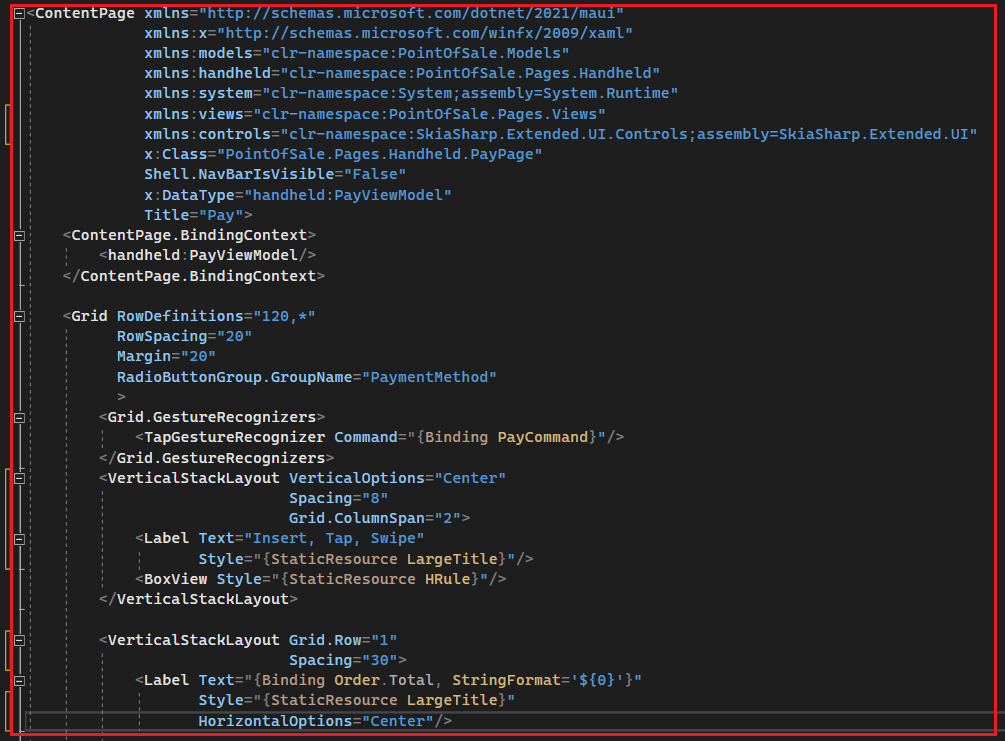 <ContentPage xmlns="http://schemas.microsoft.com/dotnet/2021/maui"
             xmlns:x="http://schemas.microsoft.com/winfx/2009/xaml"
             xmlns:models="clr-namespace:PointOfSale.Models"
             xmlns:handheld="clr-namespace:PointOfSale.Pages.Handheld"
             xmlns:system="clr-namespace:System;assembly=System.Runtime"
             xmlns:views="clr-namespace:PointOfSale.Pages.Views"
             xmlns:controls="clr-namespace:SkiaSharp.Extended.UI.Controls;assembly=SkiaSharp.Extended.UI"
             x:Class="PointOfSale.Pages.Handheld.PayPage"
             Shell.NavBarIsVisible="False"
             x:DataType="handheld:PayViewModel"
             Title="Pay">
    <ContentPage.BindingContext>
        <handheld:PayViewModel/>
    </ContentPage.BindingContext>

    <Grid RowDefinitions="120,*"
          RowSpacing="20"
          Margin="20"
          RadioButtonGroup.GroupName="PaymentMethod"
          >
        <Grid.GestureRecognizers>
            <TapGestureRecognizer Command="{Binding PayCommand}"/>
        </Grid.GestureRecognizers>
        <VerticalStackLayout VerticalOptions="Center"
                             Spacing="8"
                             Grid.ColumnSpan="2">
            <Label Text="Insert, Tap, Swipe"
                   Style="{StaticResource LargeTitle}"/>
            <BoxView Style="{StaticResource HRule}"/>
        </VerticalStackLayout>

        <VerticalStackLayout Grid.Row="1"
                             Spacing="30">
            <Label Text="{Binding Order.Total, StringFormat='${0}'}"
                   Style="{StaticResource LargeTitle}"
                   HorizontalOptions="Center"/>